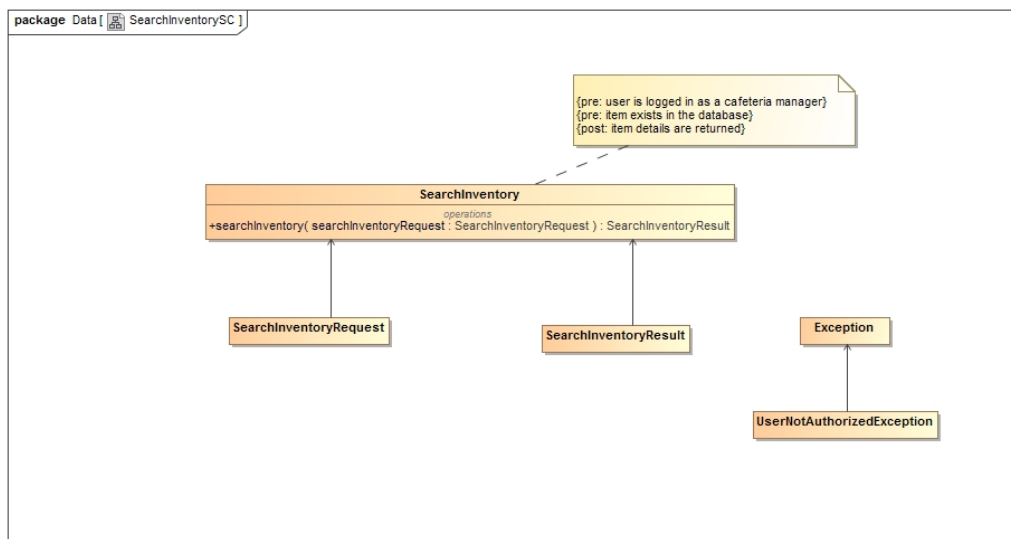 package Data [ SearchInventorySC ]
{pre: user is logged in as a cafeteria manager}
{pre: item exists in the database}
{post: item details are returned}
SearchInventory
operations
+searchInventory( searchInventoryRequest : SearchInventoryRequest ) : SearchInventoryResult
SearchInventoryRequest
SearchInventoryResult
Exception
UserNotAuthorizedException